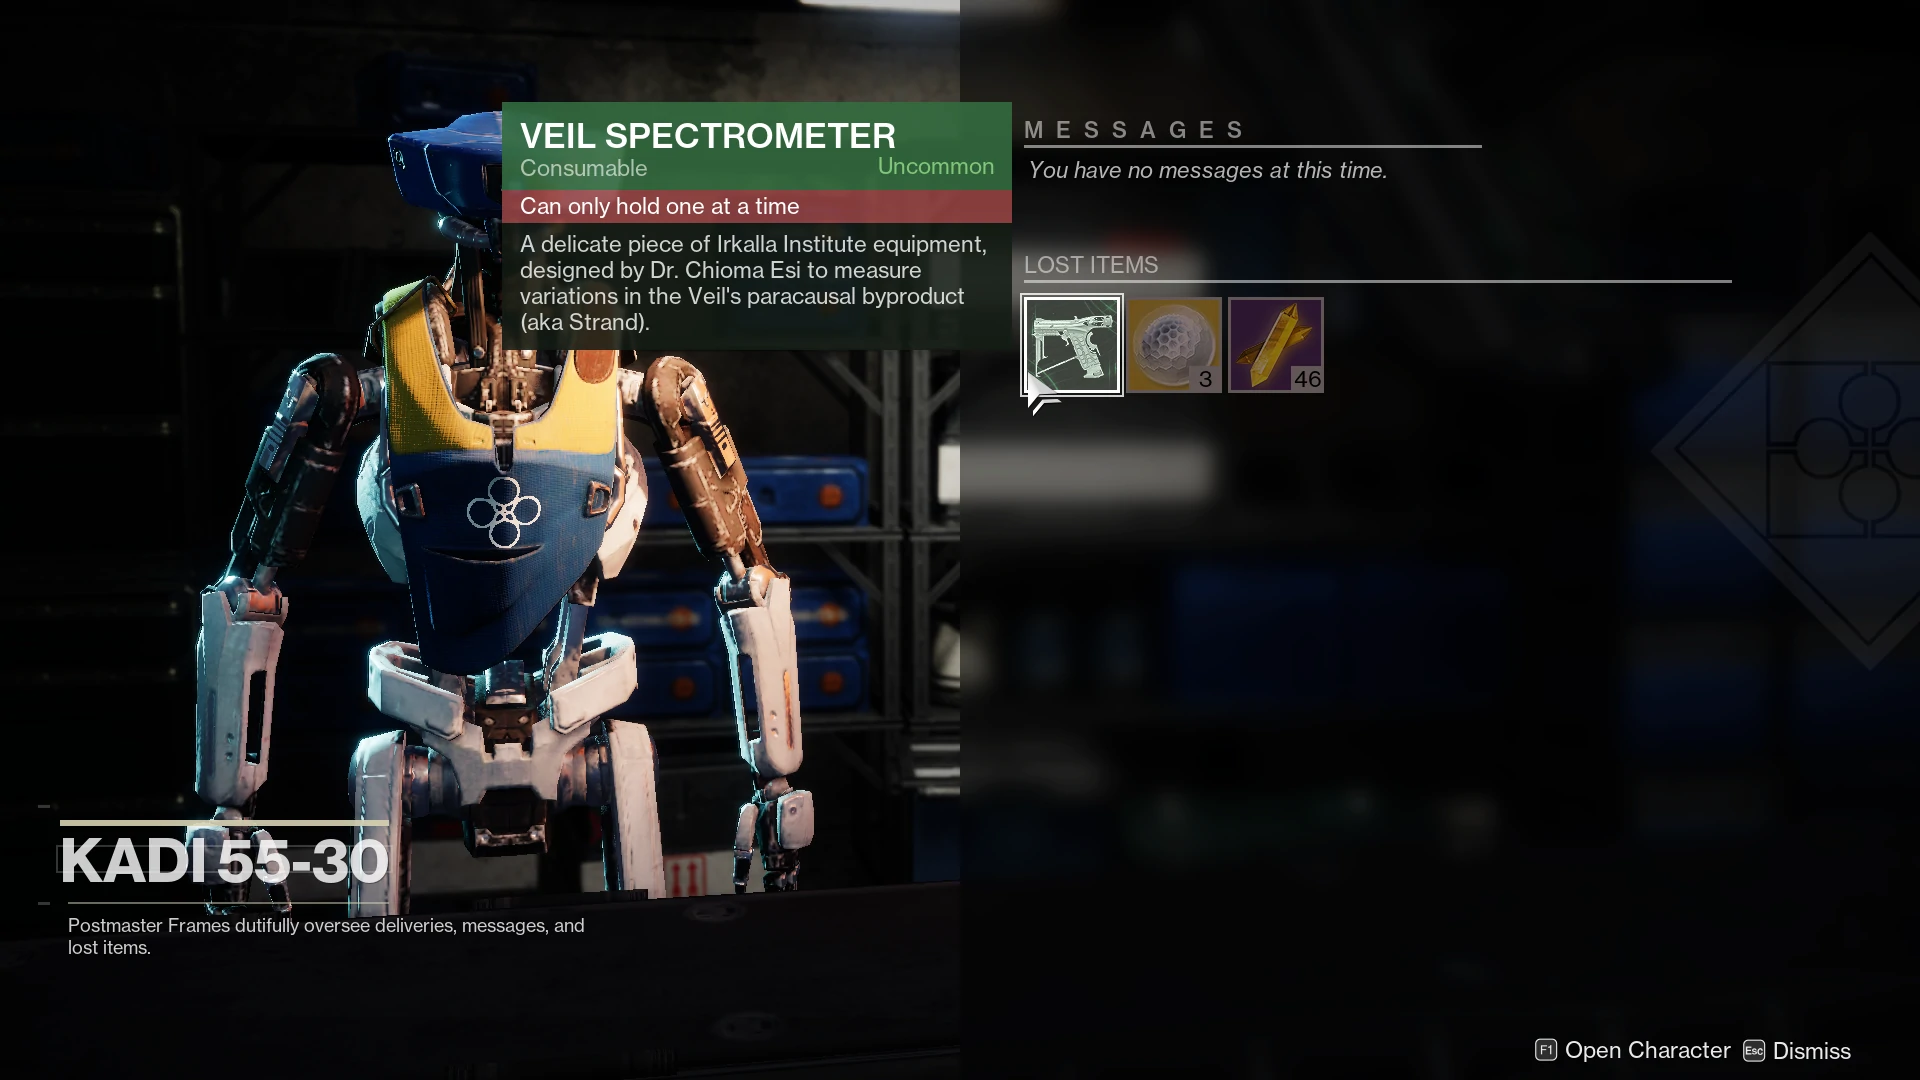 VEIL SPECTROMETER
Consumable
Uncommon
Can only hold one at a time
A delicate piece of Irkalla Institute equipment,
designed by Dr. Chioma Esi to measure
variations in the Veil's paracausal byproduct
(aka Strand).
MESSAGES
You have no messages at this time.
LOST ITEMS
3
46
KADI 55-30
Postmaster Frames dutifully oversee deliveries, messages, and
lost items.
F1 Open Character Esc Dismiss